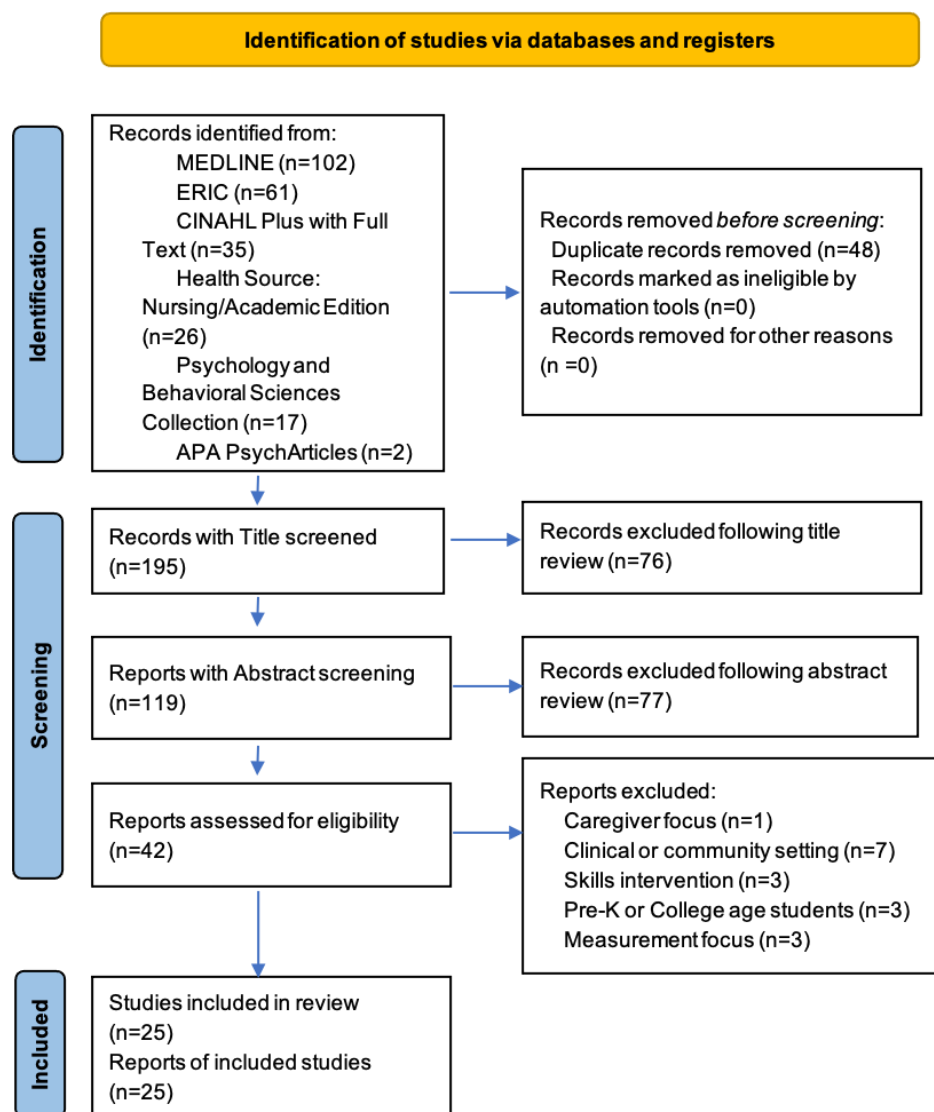 Identification of studies via databases and registers
Identification
Records identified from:
MEDLINE (n=102)
ERIC (n=61)
CINAHL Plus with Full
Text (n=35)
Health Source:
Nursing/Academic Edition
(n=26)
Psychology and
Behavioral Sciences
Collection (n=17)
APA PsychArticles (n=2)
Records removed before screening:
Duplicate records removed (n=48)
Records marked as ineligible by
automation tools (n=0)
Records removed for other reasons
(n =0)
Screening
Records with Title screened
(n=195)
Records excluded following title
review (n=76)
Reports with Abstract screening
(n=119)
Records excluded following abstract
review (n=77)
Reports assessed for eligibility
(n=42)
Reports excluded:
Caregiver focus (n=1)
Clinical or community setting (n=7)
Skills intervention (n=3)
Pre-K or College age students (n=3)
Measurement focus (n=3)
Included
Studies included in review
(n=25)
Reports of included studies
(n=25)